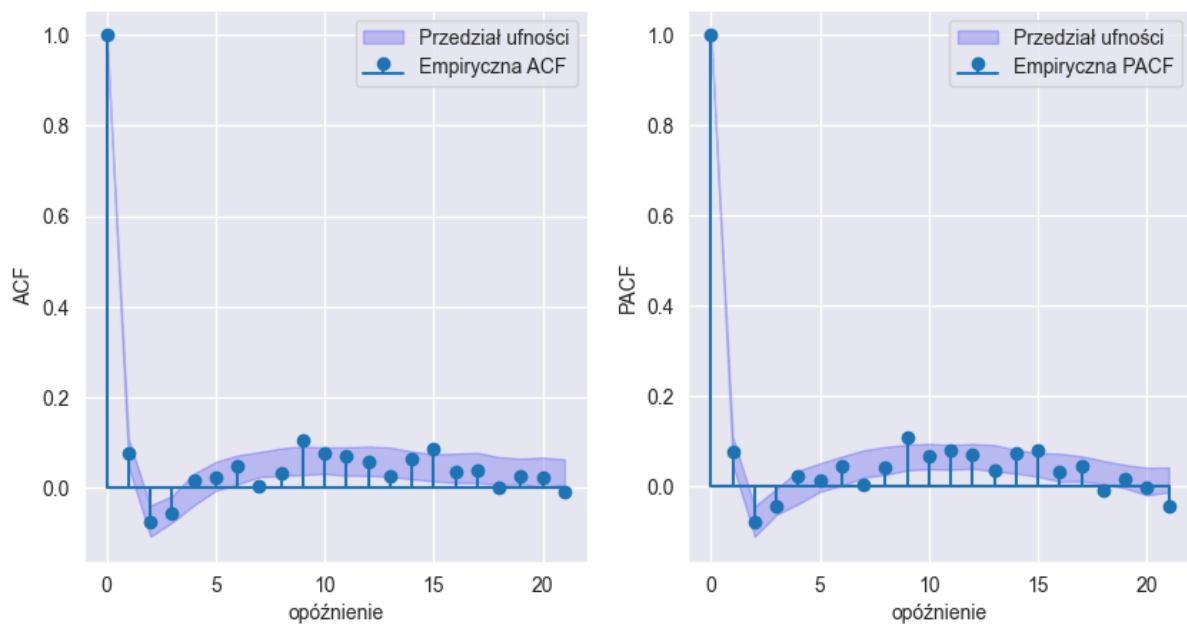 1.0
0.8
0.6
0.4
0.2
0.0
ACF
0
5
10
15
20
opóźnienie
Przedział ufności
Empiryczna ACF
1.0
0.8
0.6
0.4
0.2
0.0
PACF
0
5
10
15
20
opóźnienie
Przedział ufności
Empiryczna PACF